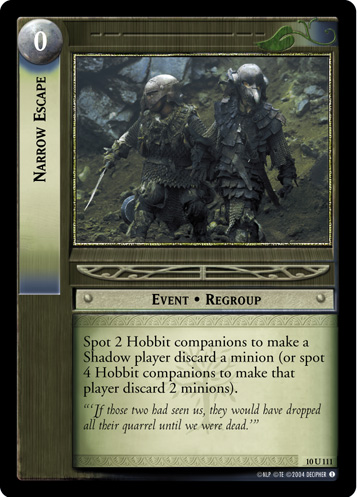 0
NARROW ESCAPE
EVENT • REGROUP
Spot 2 Hobbit companions to make a
Shadow player discard a minion (or spot
4 Hobbit companions to make that
player discard 2 minions).
“‘If those two had seen us, they would have dropped
all their quarrel until we were dead.’”
10 U 111
©NLP ™©TE ©2004 DECIPHER